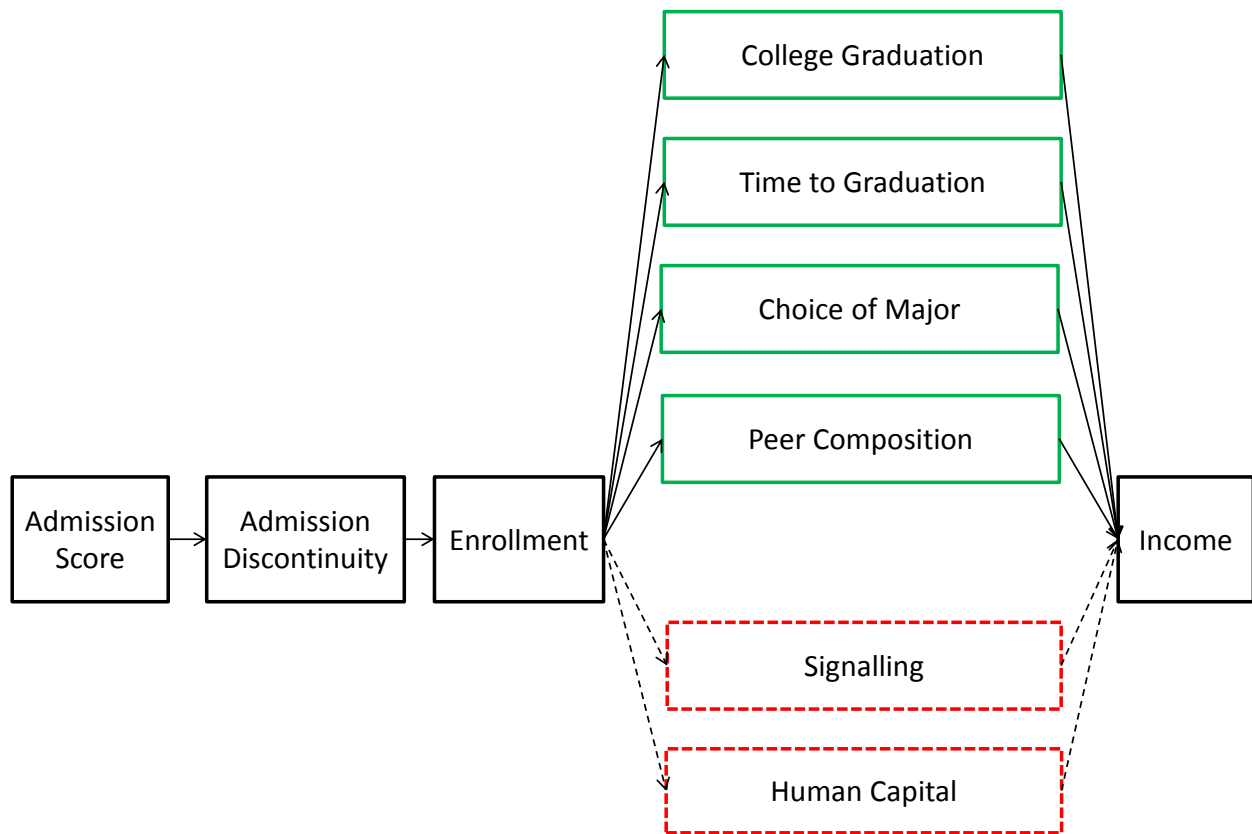 College Graduation
Time to Graduation
Choice of Major
Peer Composition
Admission
Score
Admission
Discontinuity
Enrollment
Income
Signalling
Human Capital